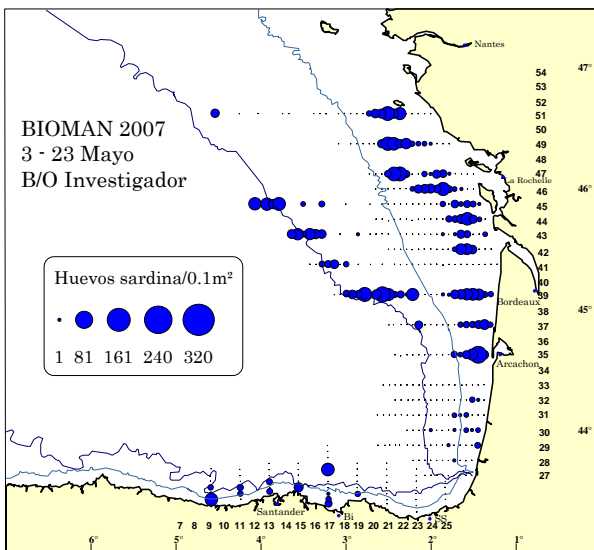 Nantes
47°
54
53
52
51
50
49
48
47
46
45
44
43
42
41
40
39
38
37
36
35
34
33
32
31
30
29
28
27
BIOMAN 2007
3 - 23 Mayo
B/O Investigador
La Rochelle
46°
Huevos sardina/0.1m²
1 81 161 240 320
Bordeaux
45°
Arcachon
44°
Santander
Bi
SS
7 8 9 10 11 12 13 14 15 16 17 18 19 20 21 22 23 24 25
6° 5° 4° 3° 2° 1°